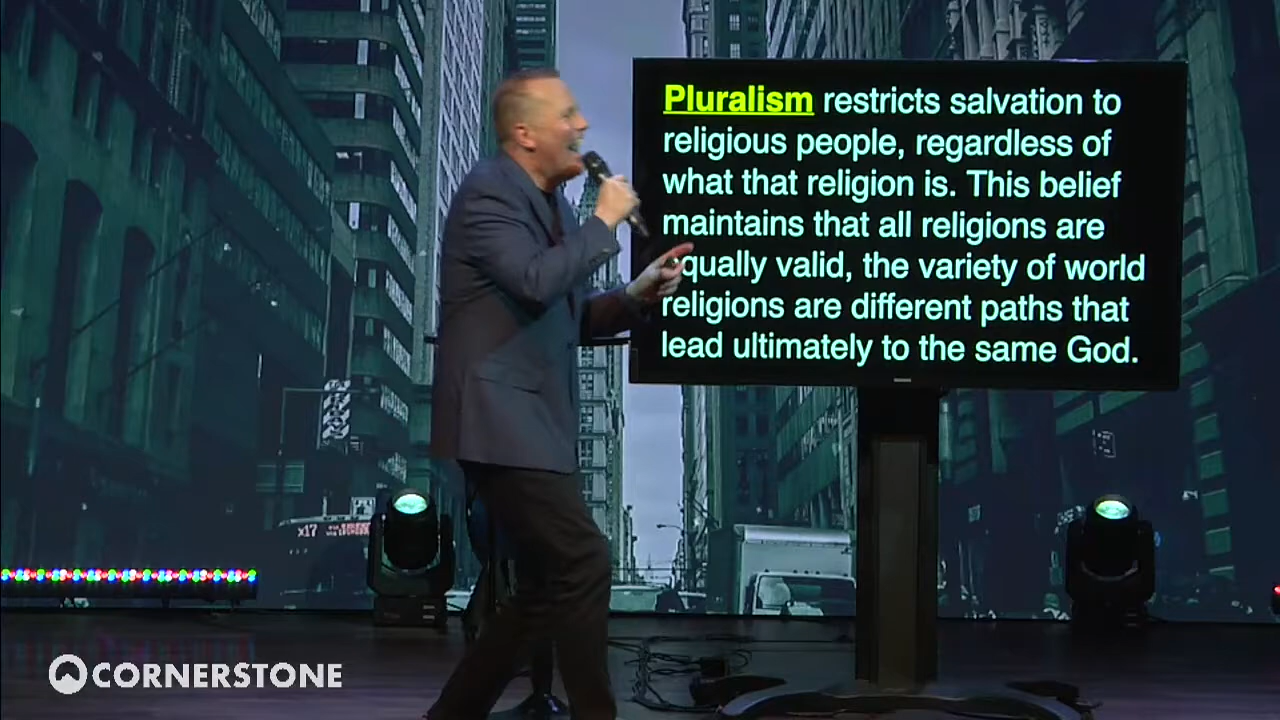 Pluralism restricts salvation to
religious people, regardless of
what that religion is. This belief
maintains that all religions are
equally valid, the variety of world
religions are different paths that
lead ultimately to the same God.
x17
CORNERSTONE